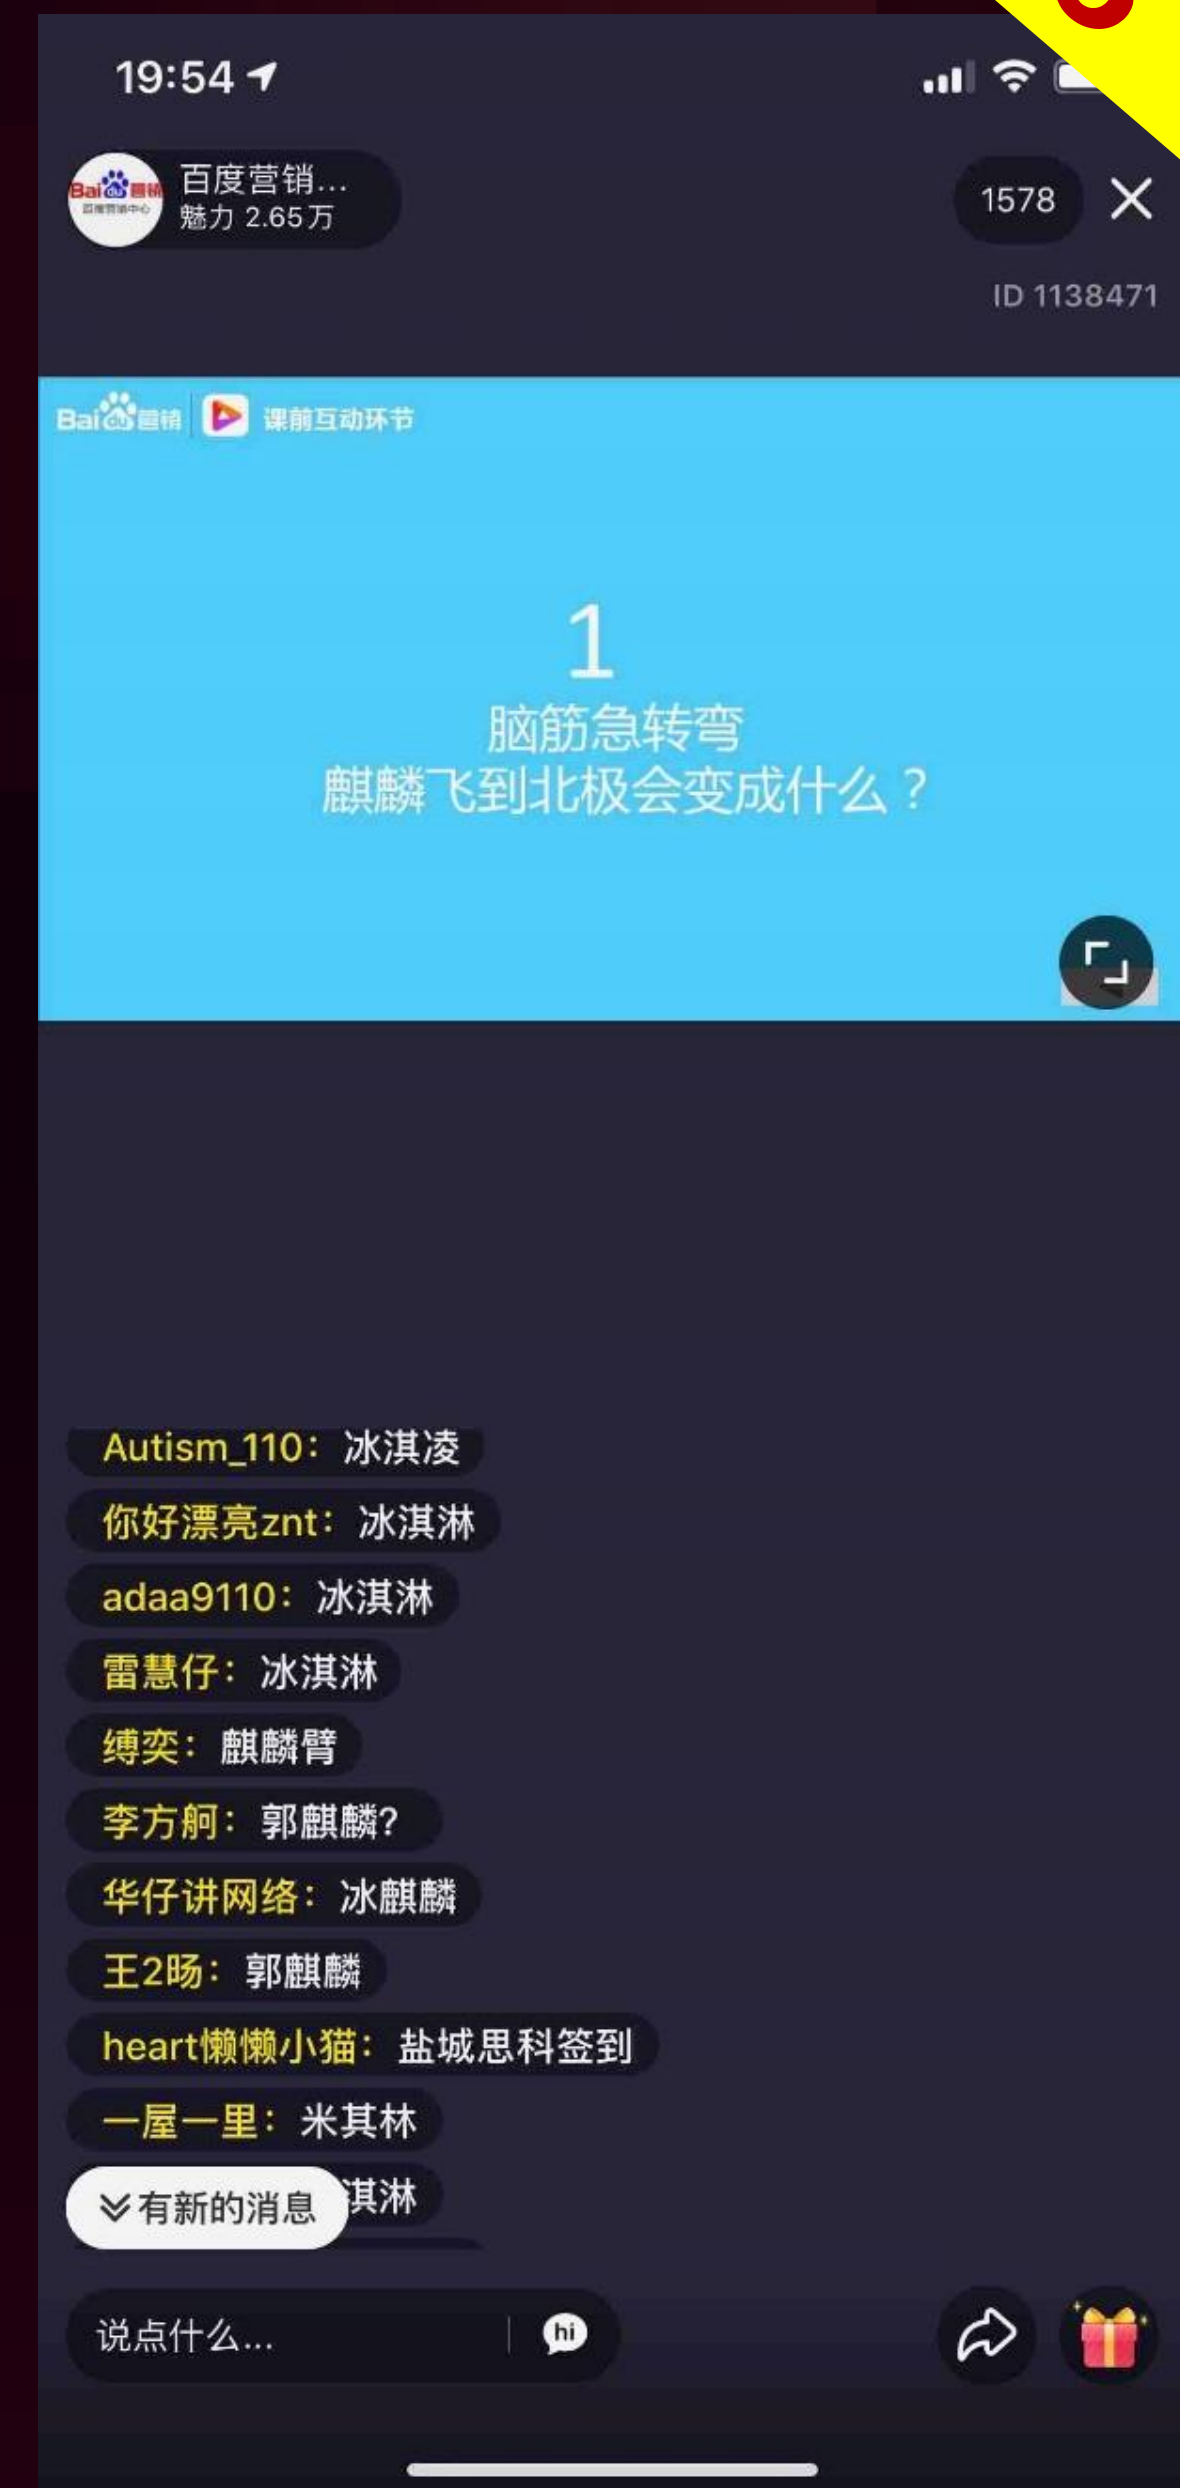 19:54
百度营销...
魅力 2.65万
1578
ID 1138471
Bai du 营销 课前互动环节
1
脑筋急转弯
麒麟飞到北极会变成什么？
Autism_110：冰淇凌
你好漂亮znt：冰淇淋
adaa9110：冰淇淋
雷慧仔：冰淇淋
缚奕：麒麟臂
李方舸：郭麒麟?
华仔讲网络：冰麒麟
王2旸：郭麒麟
heart懒懒小猫：盐城思科签到
一屋一里：米其林
有新的消息 淇淋
说点什么... hi